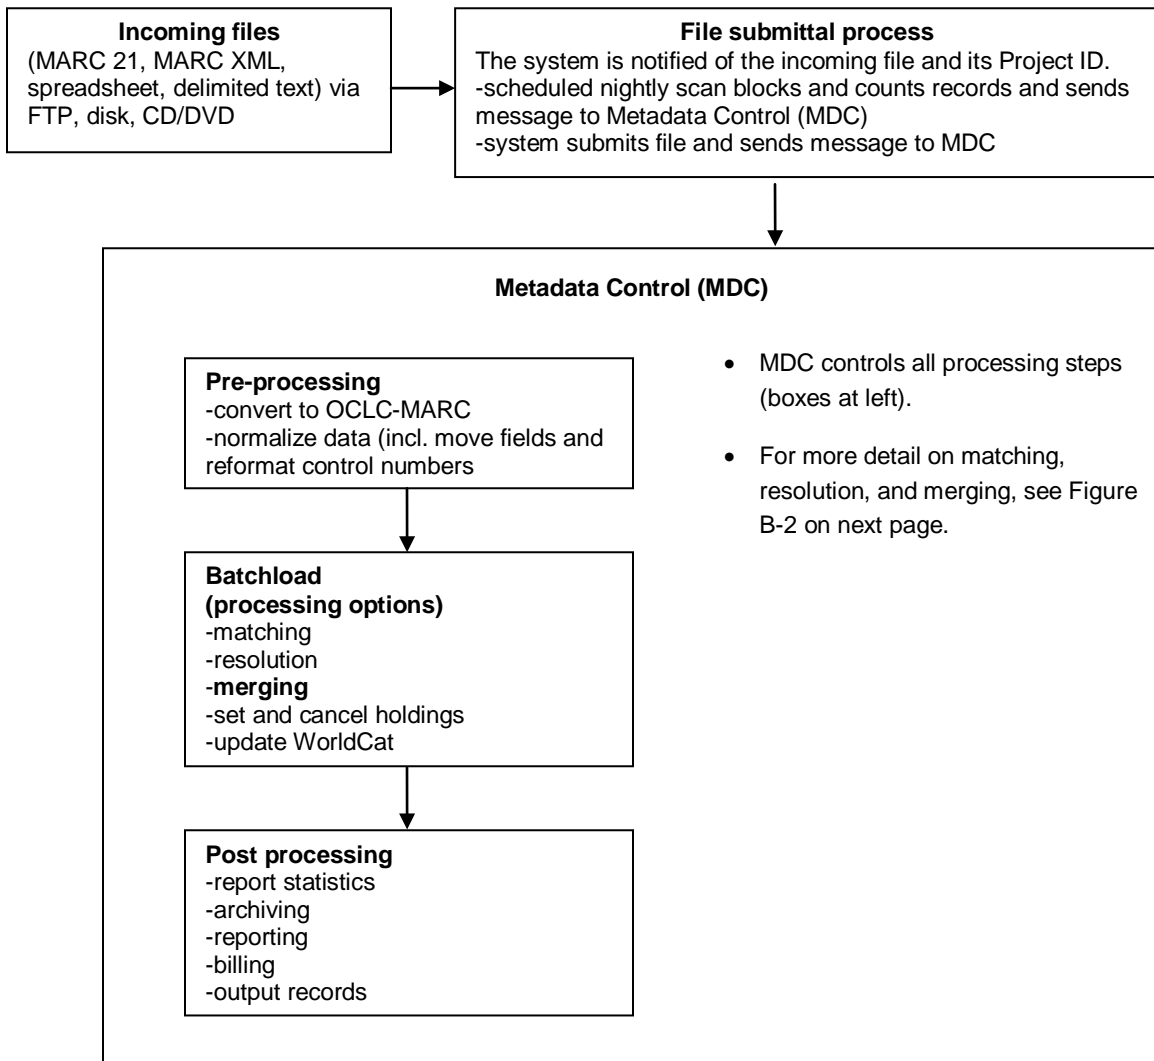 Incoming files
(MARC 21, MARC XML,
spreadsheet, delimited text) via
FTP, disk, CD/DVD
File submittal process
The system is notified of the incoming file and its Project ID.
-scheduled nightly scan blocks and counts records and sends
message to Metadata Control (MDC)
-system submits file and sends message to MDC
Metadata Control (MDC)
Pre-processing
-convert to OCLC-MARC
-normalize data (incl. move fields and
reformat control numbers
• MDC controls all processing steps
(boxes at left).
• For more detail on matching,
resolution, and merging, see Figure
B-2 on next page.
Batchload
(processing options)
-matching
-resolution
-merging
-set and cancel holdings
-update WorldCat
Post processing
-report statistics
-archiving
-reporting
-billing
-output records